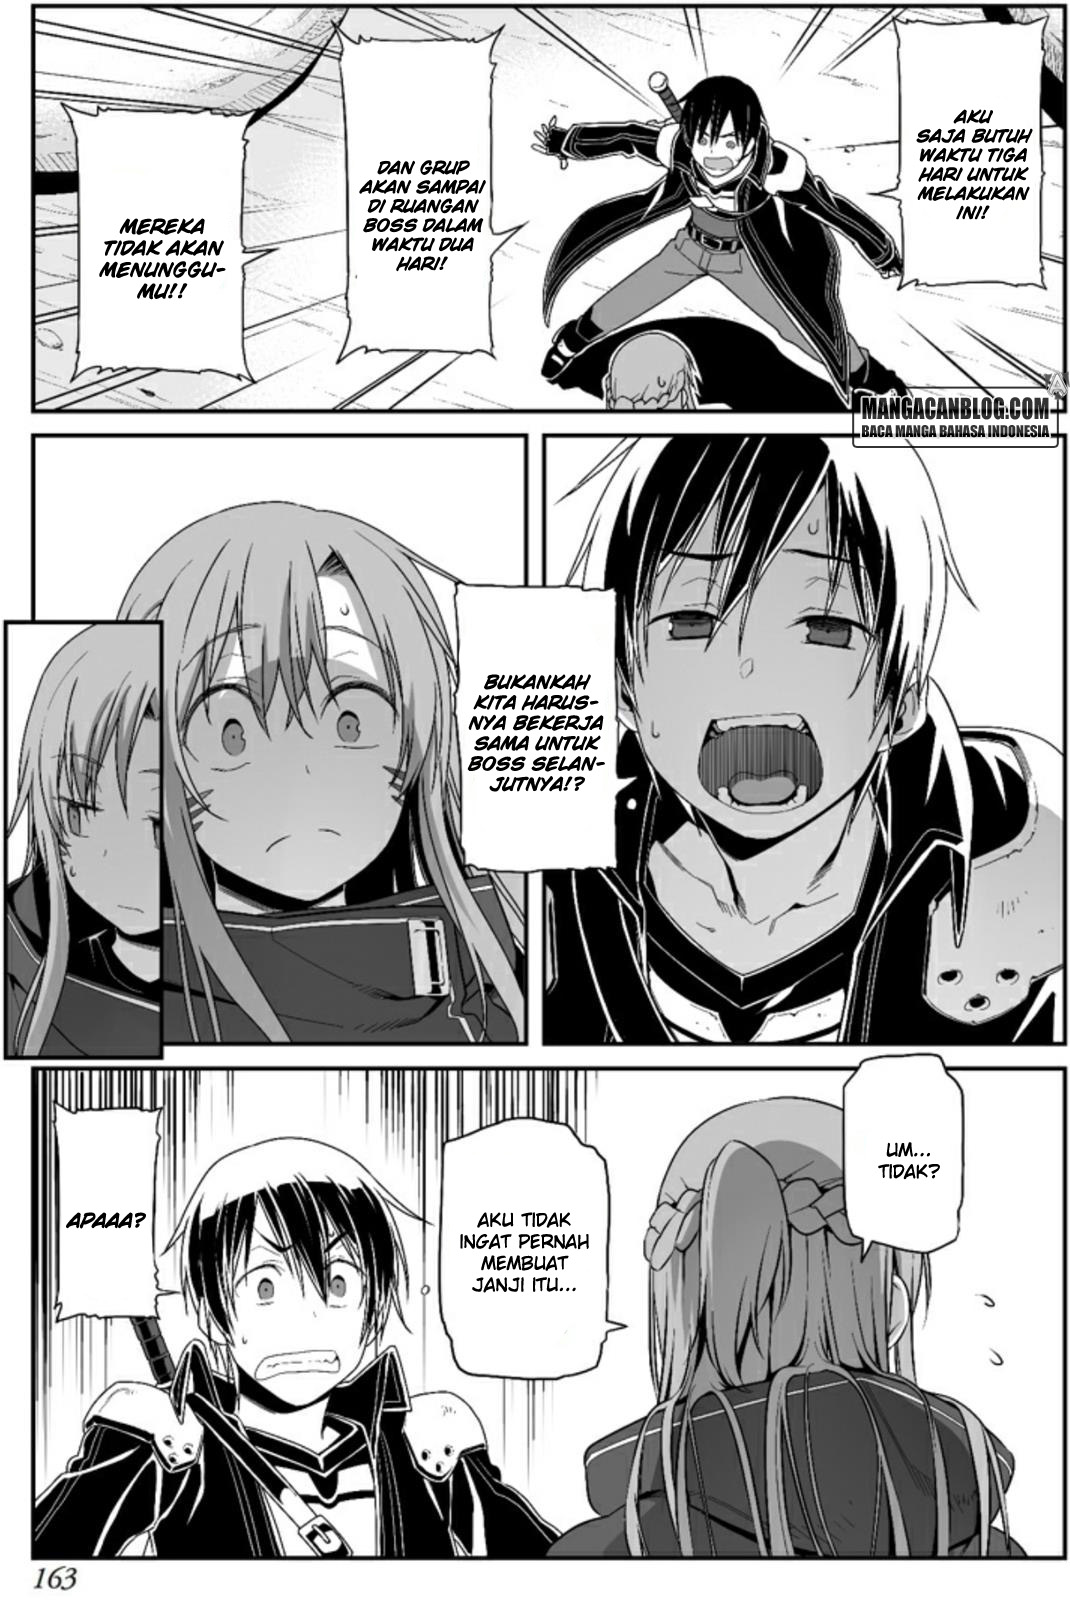 AKU
SAJA BUTUH
WAKTU TIGA
HARI UNTUK
MELAKUKAN
INI!
DAN GRUP
AKAN SAMPAI
DI RUANGAN
BOSS DALAM
WAKTU DUA
HARI!
MEREKA
TIDAK AKAN
MENUNGGU-
MU!!
MANGACANBLOG.COM
BACA MANGA BAHASA INDONESIA
BUKANKAH
KITA HARUS-
NYA BEKERJA
SAMA UNTUK
BOSS SELAN-
JUTNYA!?
UM...
TIDAK?
AKU TIDAK
INGAT PERNAH
MEMBUAT
JANJI ITU...
APAAA?
163